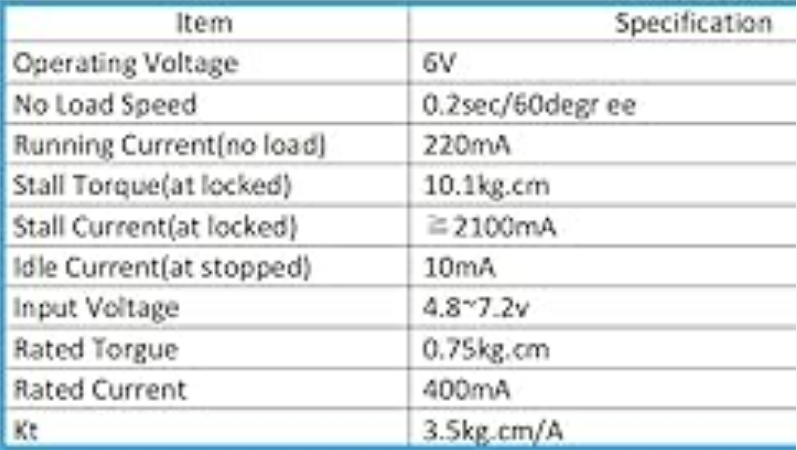 Item Specification
Operating Voltage 6V
No Load Speed 0.2sec/60degr ee
Running Current(no load) 220mA
Stall Torque(at locked) 10.1kg.cm
Stall Current(at locked) ≧2100mA
Idle Current(at stopped) 10mA
Input Voltage 4.8~7.2v
Rated Torgue 0.75kg.cm
Rated Current 400mA
Kt 3.5kg.cm/A